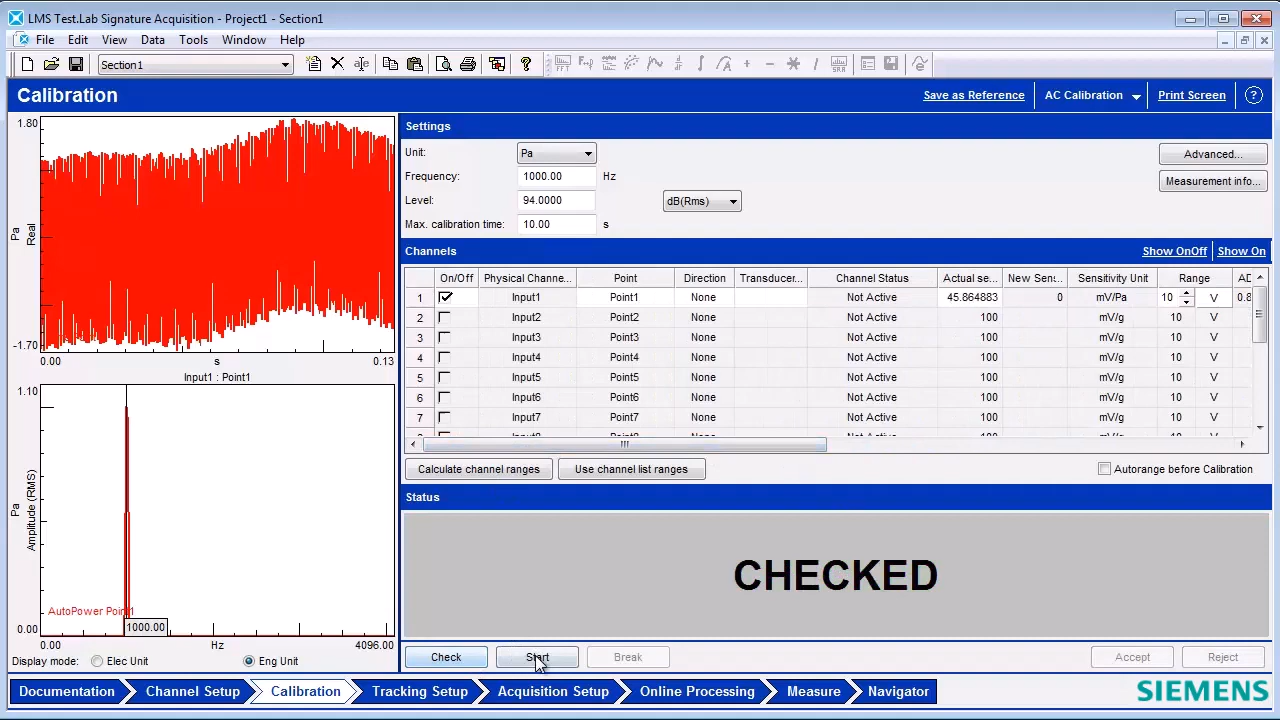 LMS Test.Lab Signature Acquisition - Project1 - Section1
File Edit View Data Tools Window Help
Section1
Calibration
Save as Reference AC Calibration Print Screen ?
1.80
Pa
Real
-1.70
0.00 s 0.13
Input1 : Point1
1.10
Pa
Amplitude (RMS)
AutoPower Point1
0.00
1000.00
0.00 Hz 4096.00
Display mode: Elec Unit Eng Unit
Settings
Unit: Pa
Advanced...
Frequency: 1000.00 Hz
Measurement info...
Level: 94.0000 dB(Rms)
Max. calibration time: 10.00 s
Channels Show OnOff Show On
On/Off Physical Channe... Point Direction Transducer... Channel Status Actual se... New Sens... Sensitivity Unit Range
1 Input1 Point1 None Not Active 45.864883 0 mV/Pa 10 V 0.8
2 Input2 Point2 None Not Active 100 mV/g 10 V
3 Input3 Point3 None Not Active 100 mV/g 10 V
4 Input4 Point4 None Not Active 100 mV/g 10 V
5 Input5 Point5 None Not Active 100 mV/g 10 V
6 Input6 Point6 None Not Active 100 mV/g 10 V
7 Input7 Point7 None Not Active 100 mV/g 10 V
Calculate channel ranges Use channel list ranges Autorange before Calibration
Status
CHECKED
Check Start Break Accept Reject
Documentation Channel Setup Calibration Tracking Setup Acquisition Setup Online Processing Measure Navigator
SIEMENS